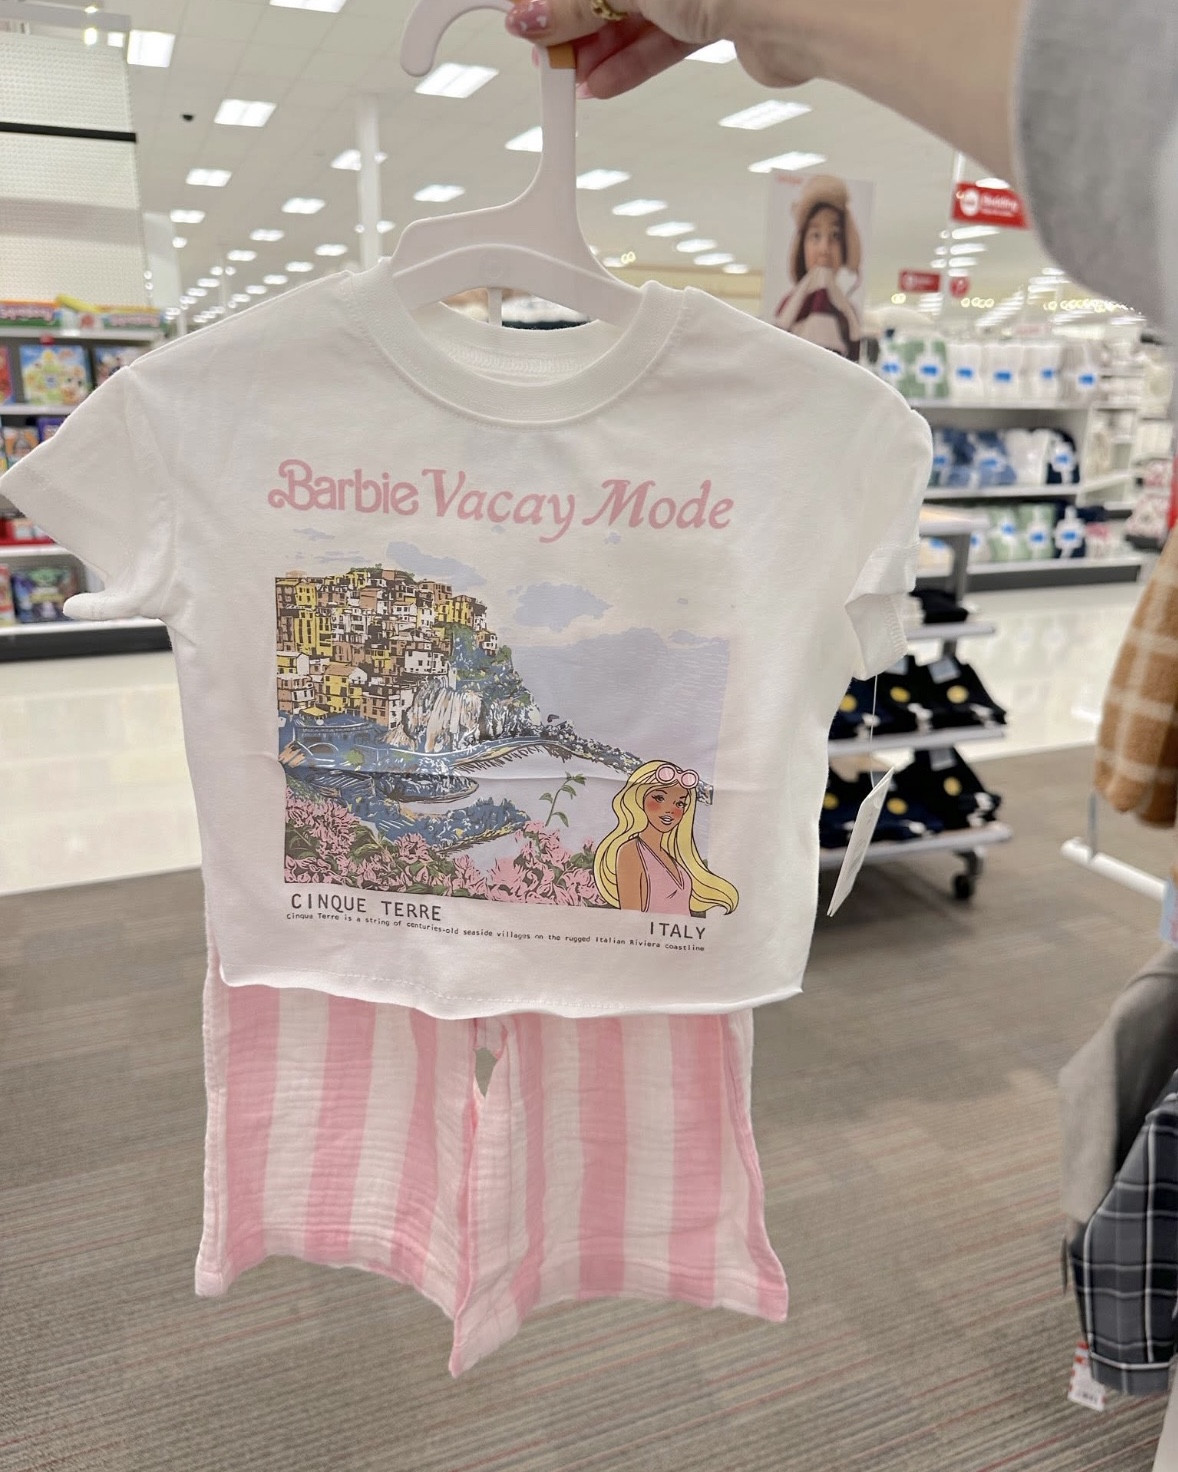 Barbie Vacay Mode
CINQUE TERRE
ITALY
Cinque Terre is a string of centuries-old seaside villages on the rugged Italian Riviera coastline